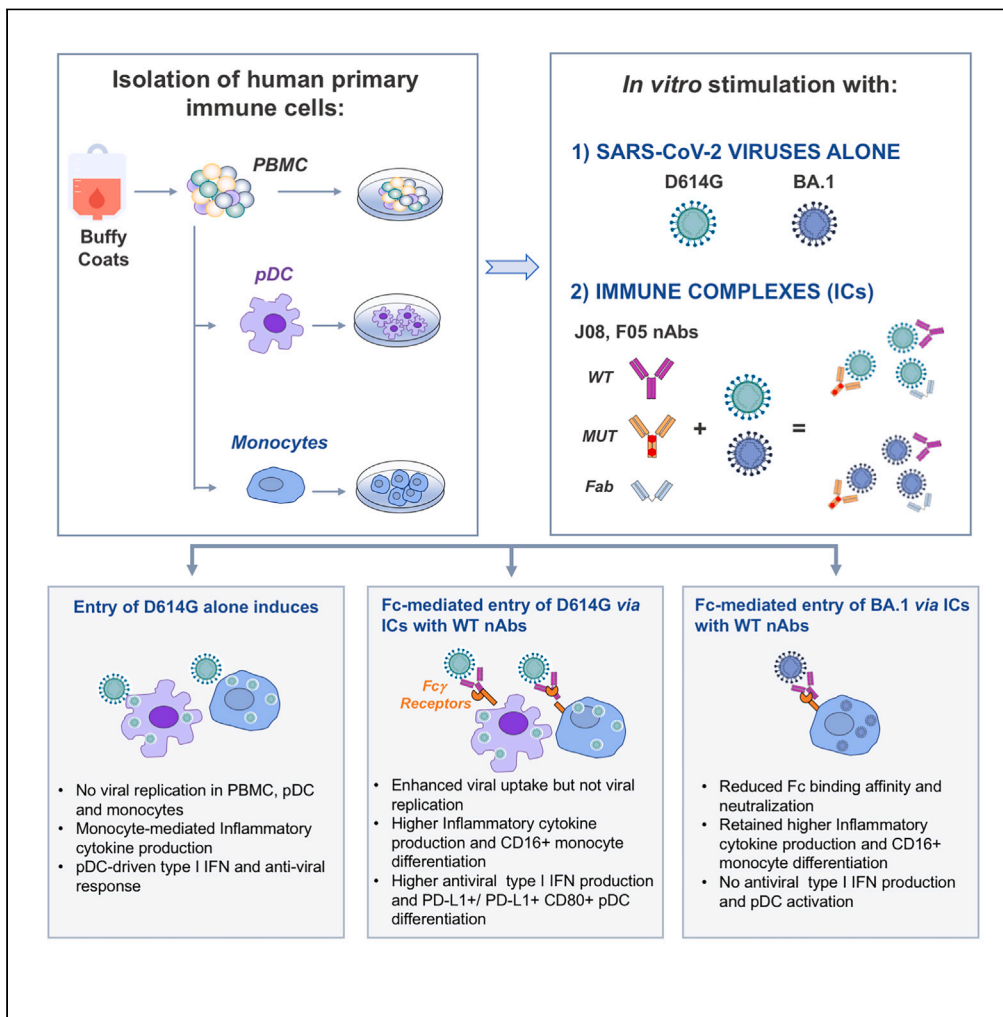 Isolation of human primary
immune cells:
PBMC
Buffy
Coats
pDC
Monocytes
In vitro stimulation with:
1) SARS-CoV-2 VIRUSES ALONE
D614G BA.1
2) IMMUNE COMPLEXES (ICs)
J08, F05 nAbs
WT
MUT
+ =
Fab
Entry of D614G alone induces
• No viral replication in PBMC, pDC
and monocytes
• Monocyte-mediated Inflammatory
cytokine production
• pDC-driven type I IFN and anti-viral
response
Fc-mediated entry of D614G via
ICs with WT nAbs
Fcγ
Receptors
• Enhanced viral uptake but not viral
replication
• Higher Inflammatory cytokine
production and CD16+ monocyte
differentiation
• Higher antiviral type I IFN production
and PD-L1+/ PD-L1+ CD80+ pDC
differentiation
Fc-mediated entry of BA.1 via ICs
with WT nAbs
• Reduced Fc binding affinity and
neutralization
• Retained higher Inflammatory
cytokine production and CD16+
monocyte differentiation
• No antiviral type I IFN production
and pDC activation